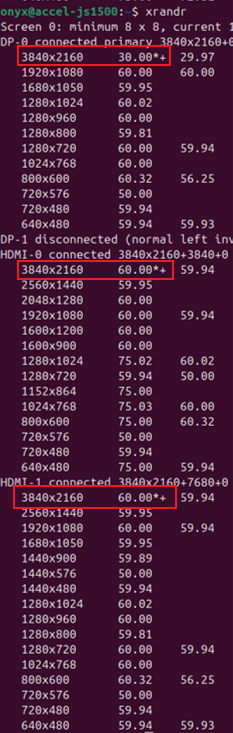 onyx@accel-js1500:~$ xrandr
Screen 0: minimum 8 x 8, current 1
DP-0 connected primary 3840x2160+0
3840x2160 30.00*+ 29.97
1920x1080 60.00 60.00
1680x1050 59.95
1280x1024 60.02
1280x960 60.00
1280x800 59.81
1280x720 60.00 59.94
1024x768 60.00
800x600 60.32 56.25
720x576 50.00
720x480 59.94
640x480 59.94 59.93
DP-1 disconnected (normal left inv
HDMI-0 connected 3840x2160+3840+0
3840x2160 60.00*+ 59.94
2560x1440 59.95
2048x1280 60.00
1920x1080 60.00 59.94
1600x1200 60.00
1600x900 60.00
1280x1024 75.02 60.02
1280x720 59.94 50.00
1152x864 75.00
1024x768 75.03 60.00
800x600 75.00 60.32
720x576 50.00
720x480 59.94
640x480 75.00 59.94
HDMI-1 connected 3840x2160+7680+0
3840x2160 60.00*+ 59.94
2560x1440 59.95
1920x1080 60.00 59.94
1680x1050 59.95
1440x900 59.89
1440x576 50.00
1440x480 59.94
1280x1024 60.02
1280x960 60.00
1280x800 59.81
1280x720 60.00 59.94
1024x768 60.00
800x600 60.32 56.25
720x576 50.00
720x480 59.94
640x480 59.94 59.93